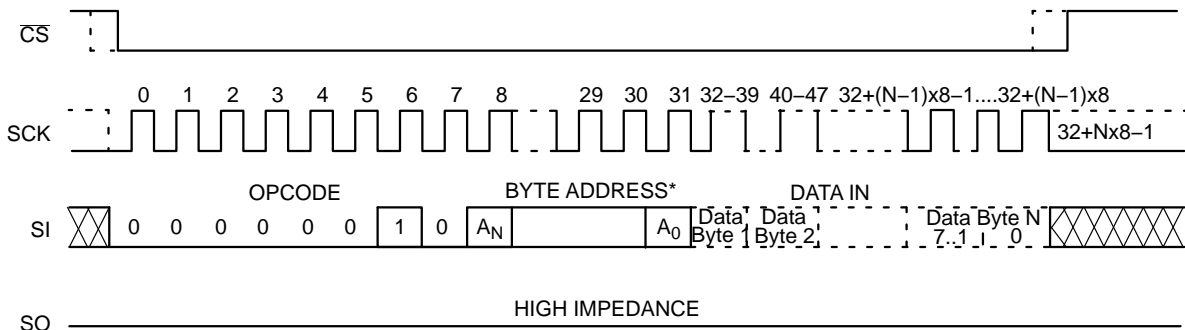 CS
0 1 2 3 4 5 6 7 8 29 30 31 32–39 40–47 32+(N–1)x8–1....32+(N–1)x8
SCK
32+Nx8–1
OPCODE BYTE ADDRESS* DATA IN
SI
0 0 0 0 0 0 1 0 AN A0
Data Byte 1
Data Byte 2
Data Byte N
7..1 0
HIGH IMPEDANCE
SO